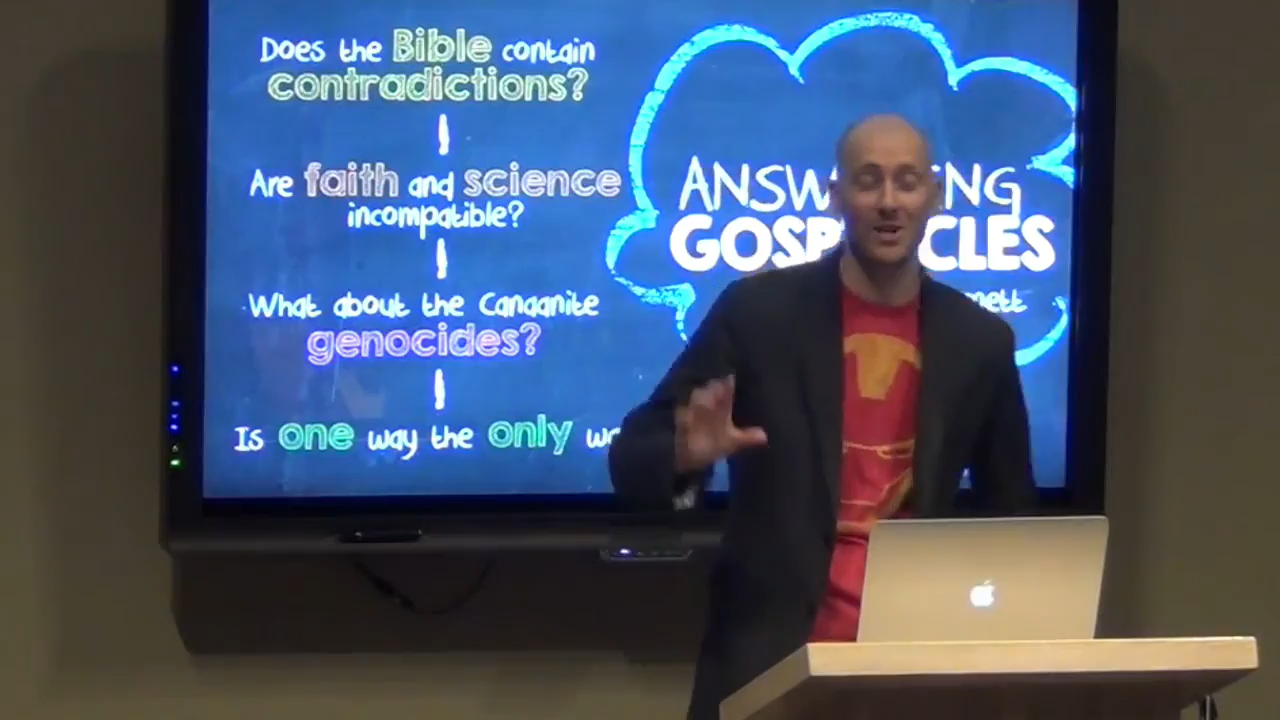 Does the Bible contain
contradictions?
Are faith and science
incompatible?
What about the Canaanite
genocides?
Is one way the only